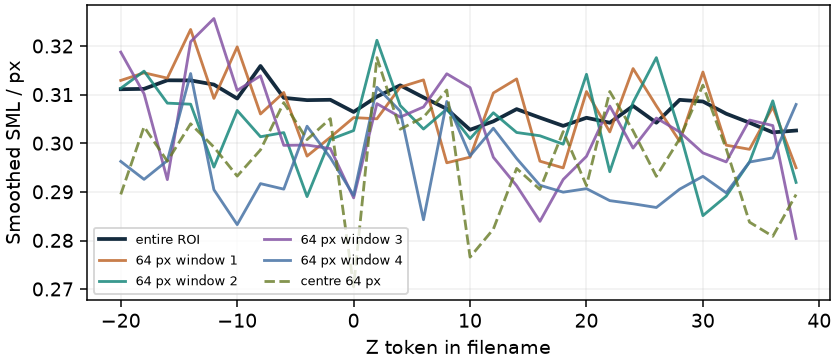 Smoothed SML / px
0.32
0.31
0.30
0.29
0.28
0.27
entire ROI
64 px window 1
64 px window 2
64 px window 3
64 px window 4
centre 64 px
−20
−10
0
10
20
30
40
Z token in filename